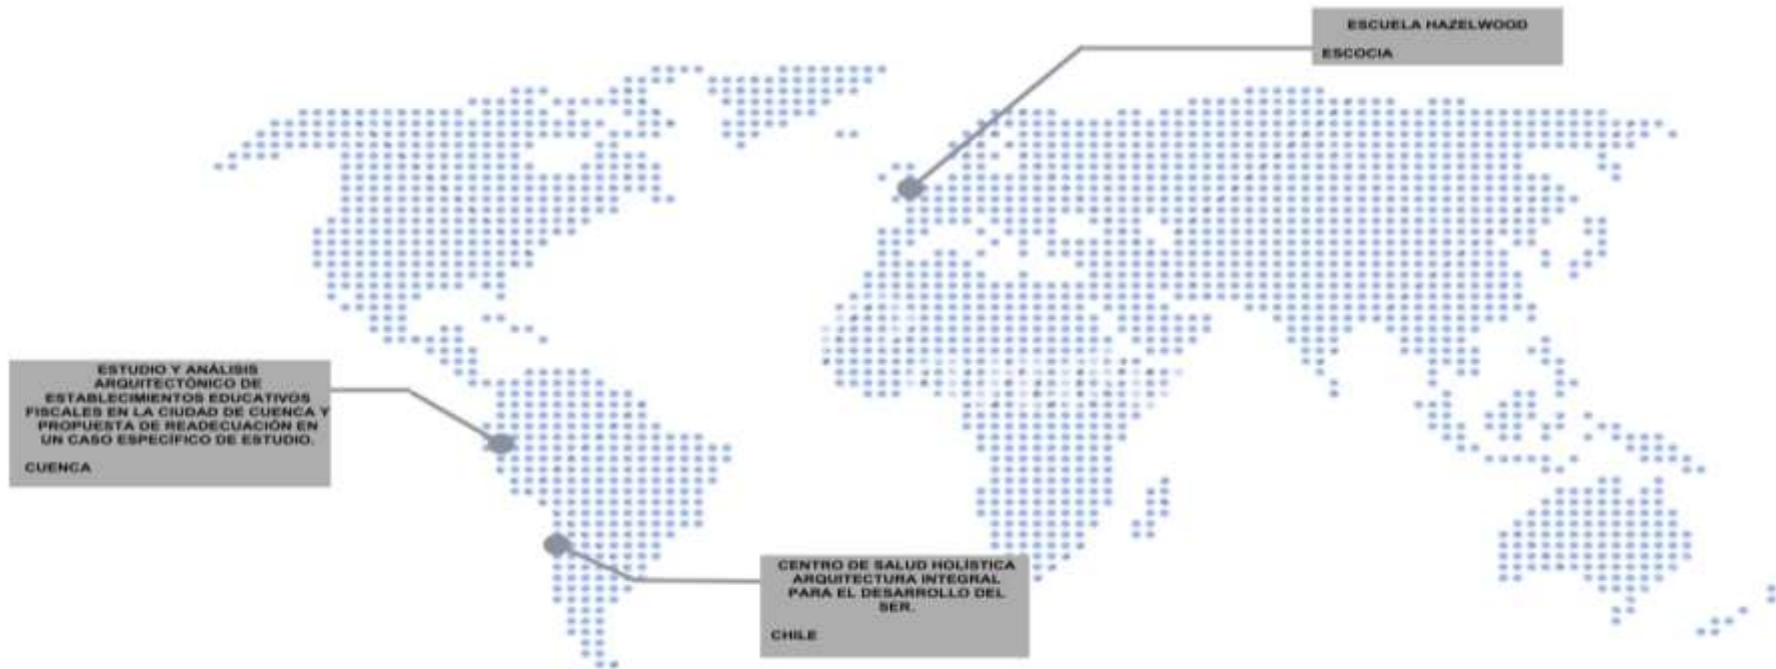 ESCUELA HAZELWOOD
ESCOCIA
ESTUDIO Y ANÁLISIS
ARQUITECTÓNICO DE
ESTABLECIMIENTOS EDUCATIVOS
FISCALES EN LA CIUDAD DE CUENCA Y
PROPUESTA DE READECUACIÓN EN
UN CASO ESPECÍFICO DE ESTUDIO.
CUENCA
CENTRO DE SALUD HOLÍSTICA
ARQUITECTURA INTEGRAL
PARA EL DESARROLLO DEL
SER.
CHILE